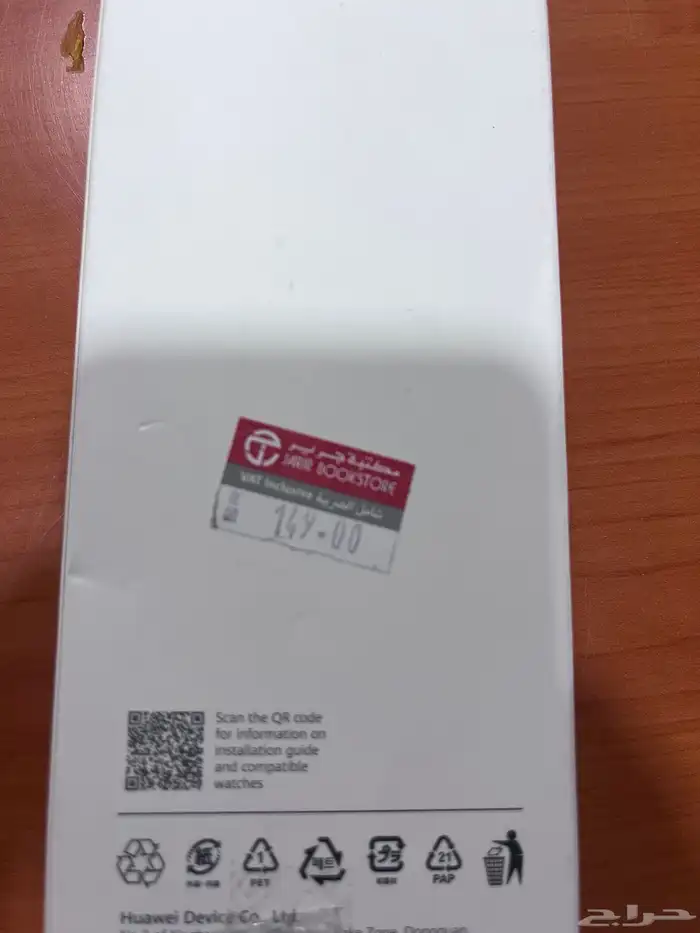 مكتبة جرير
JARIR BOOKSTORE
VAT Inclusive شامل الضريبة
149.00
Scan the QR code
for information on
installation guide
and compatible
watches
1
PET
21
PAP
Huawei Device Co., Ltd.
حراج